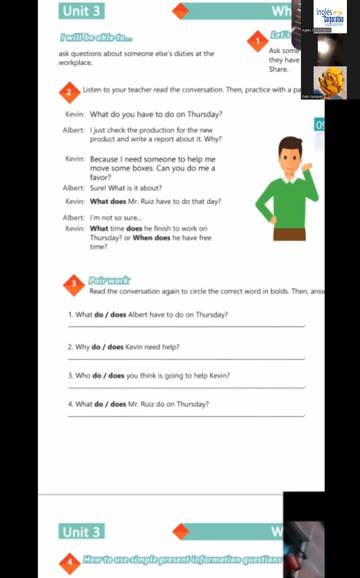 Unit 3
Wh
I will be able to...
ask questions about someone else's duties at the
workplace.
1
Let's
Ask some
they have
Share.
Inglés
Corporativo
2
Listen to your teacher read the conversation. Then, practice with a pa
Kevin: What do you have to do on Thursday?
Albert: I just check the production for the new
product and write a report about it. Why?
Kevin: Because I need someone to help me
move some boxes. Can you do me a
favor?
Albert: Sure! What is it about?
Kevin: What does Mr. Ruiz have to do that day?
Albert: I'm not so sure...
Kevin: What time does he finish to work on
Thursday? or When does he have free
time?
3
Pair work
Read the conversation again to circle the correct word in bolds. Then, answ
1. What do / does Albert have to do on Thursday?
2. Why do / does Kevin need help?
3. Who do / does you think is going to help Kevin?
4. What do / does Mr. Ruiz do on Thursday?
Unit 3
W
4
How to use simple present information questions